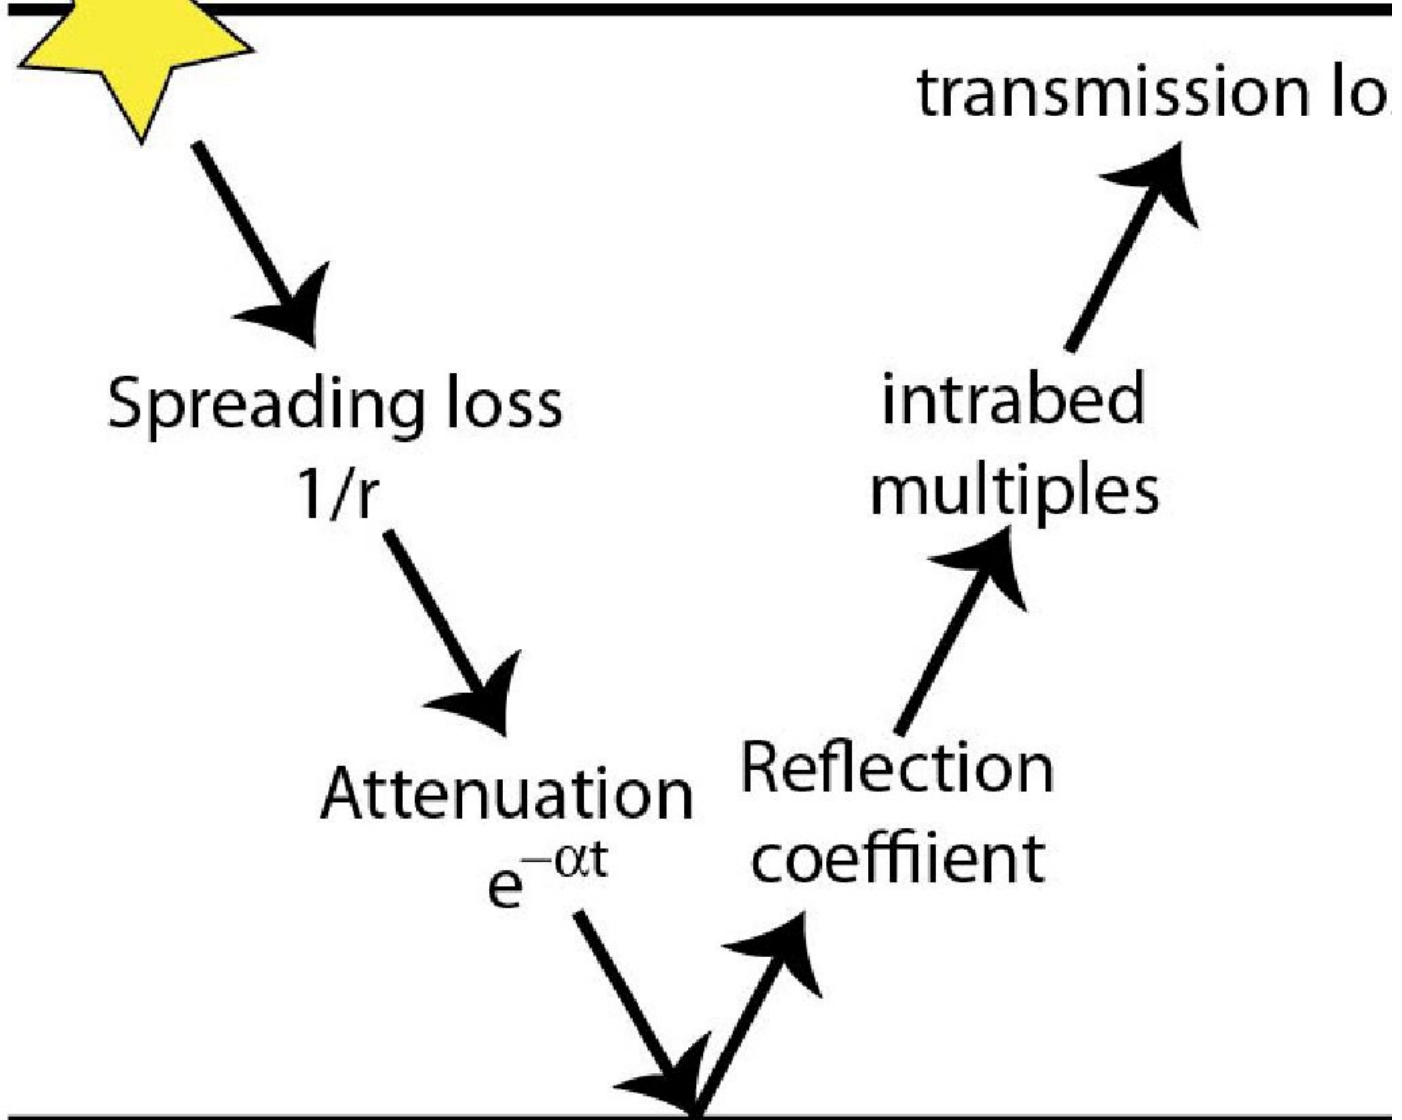 transmission lo
Spreading loss
1/r
intrabed
multiples
Attenuation
e^–αt
Reflection
coeffiient